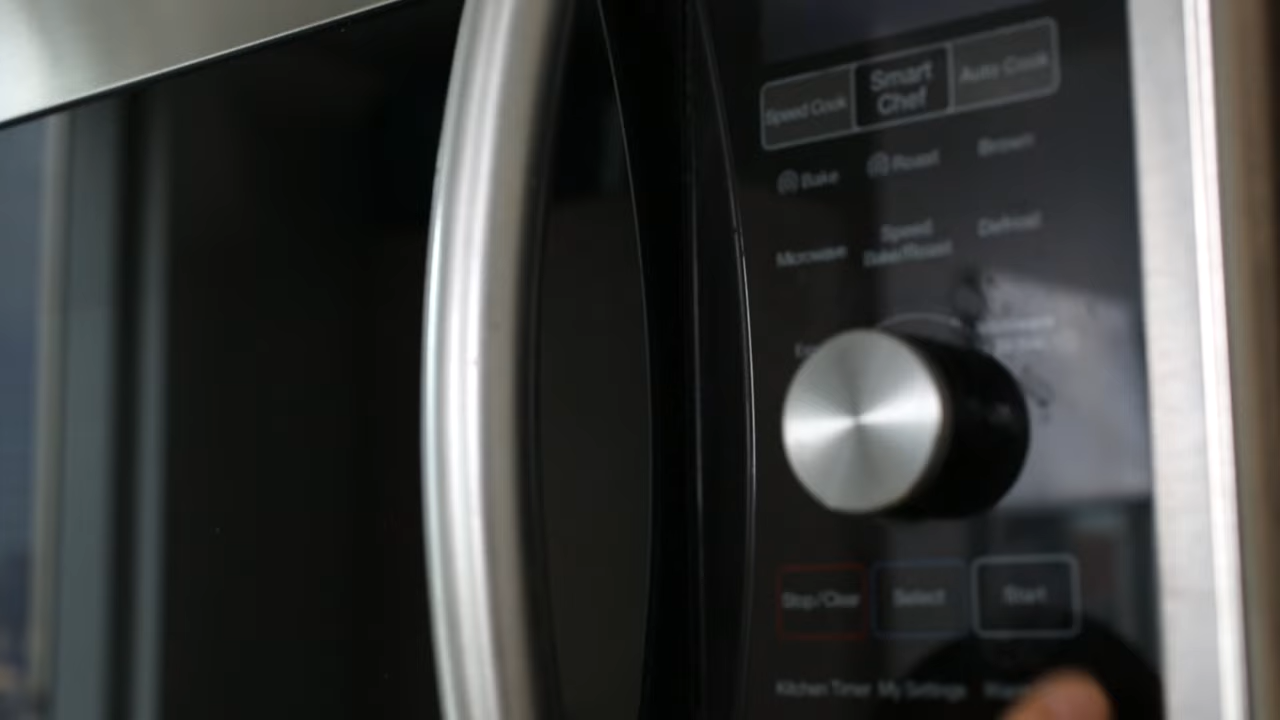 Speed Cook
Smart
Chef
Auto Cook
Bake
Roast
Brown
Microwave
Speed
Bake/Roast
Defrost
Stop/Clear
Select
Start
Kitchen Timer
My Settings